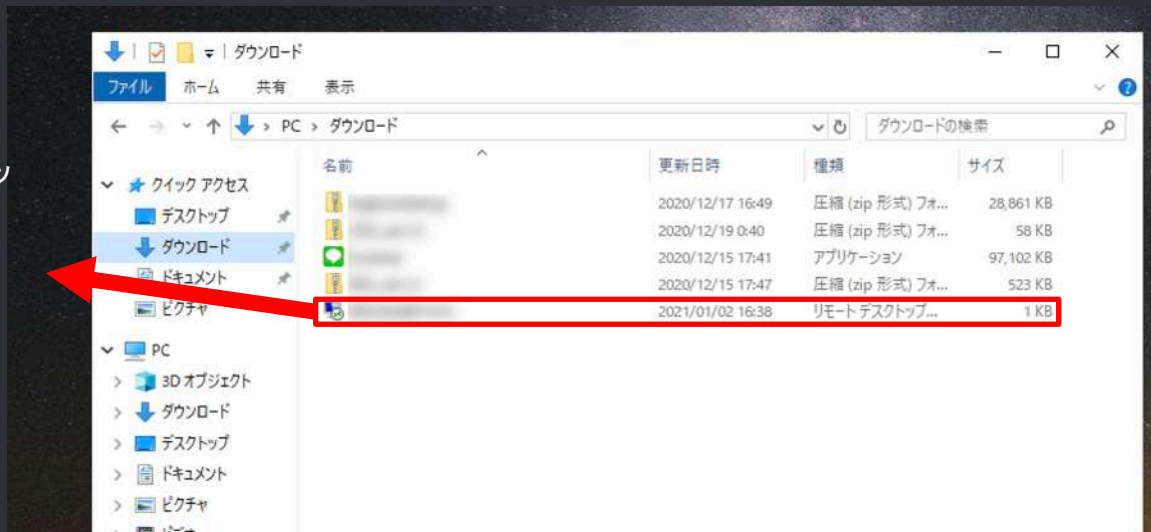 ダウンロード
ファイル ホーム 共有 表示
PC › ダウンロード ダウンロードの検索
名前 更新日時 種類 サイズ
ン
クイック アクセス
デスクトップ
ダウンロード
ドキュメント
ピクチャ
PC
3D オブジェクト
ダウンロード
デスクトップ
ドキュメント
ピクチャ
2020/12/17 16:49 圧縮 (zip 形式) フォ... 28,861 KB
2020/12/19 0:40 圧縮 (zip 形式) フォ... 58 KB
2020/12/15 17:41 アプリケーション 97,102 KB
2020/12/15 17:47 圧縮 (zip 形式) フォ... 523 KB
2021/01/02 16:38 リモート デスクトップ... 1 KB